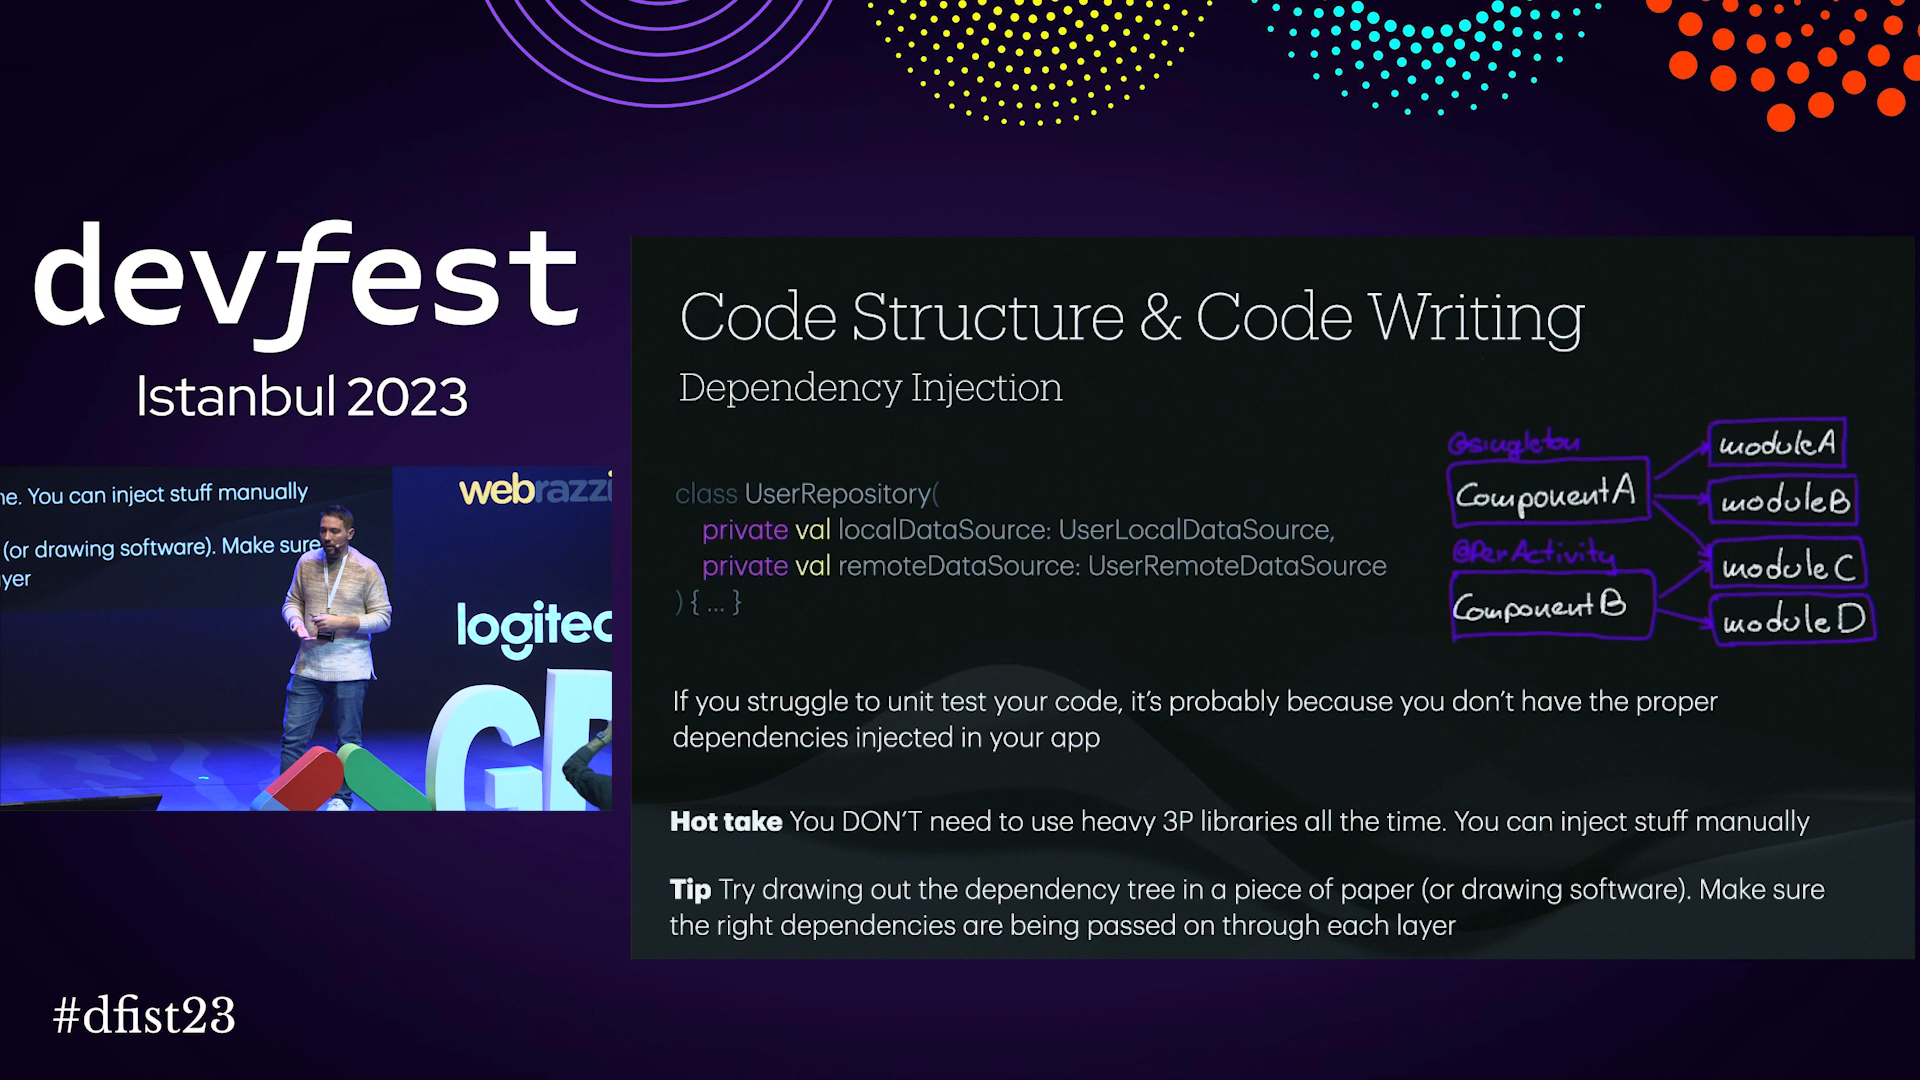 devfest
Istanbul 2023
ne. You can inject stuff manually
(or drawing software). Make sure
yer
webrazzi
logitec
G
#dfist23
Code Structure & Code Writing
Dependency Injection
class UserRepository(
private val localDataSource: UserLocalDataSource,
private val remoteDataSource: UserRemoteDataSource
) { ... }
@singleton
ComponentA
@PerActivity
ComponentB
moduleA
moduleB
moduleC
moduleD
If you struggle to unit test your code, it's probably because you don't have the proper
dependencies injected in your app
Hot take You DON'T need to use heavy 3P libraries all the time. You can inject stuff manually
Tip Try drawing out the dependency tree in a piece of paper (or drawing software). Make sure
the right dependencies are being passed on through each layer